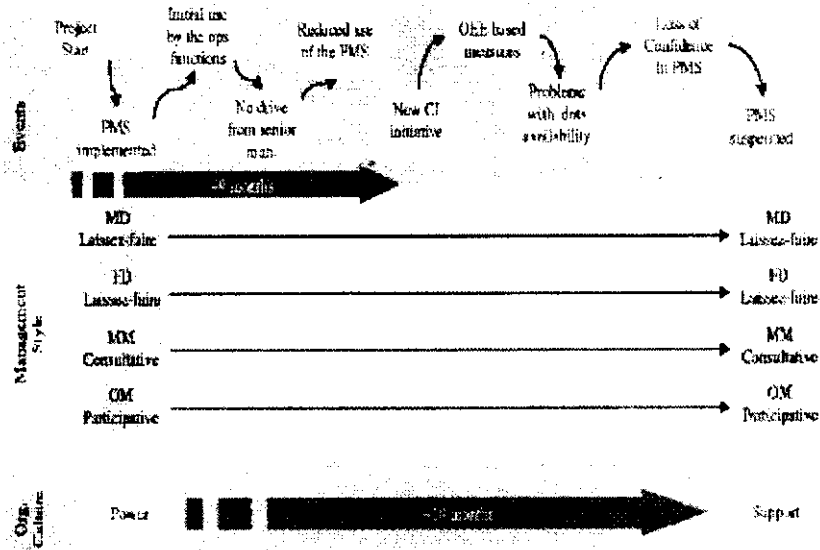 Project
Start
PMS
implemented
Initial use
by the ops
functions
No drive
from senior
man.
Reduced use
of the PMS
New CI
initiative
OEE based
measures
Problems
with data
availability
Loss of
Confidence
in PMS
PMS
suspended
Events
months
MD
Laissez-faire
MD
Laissez-faire
FD
Laissez-faire
FD
Laissez-faire
MM
Consultative
MM
Consultative
OM
Participative
OM
Participative
Management
Style
Org.
Culture
Power
months
Support